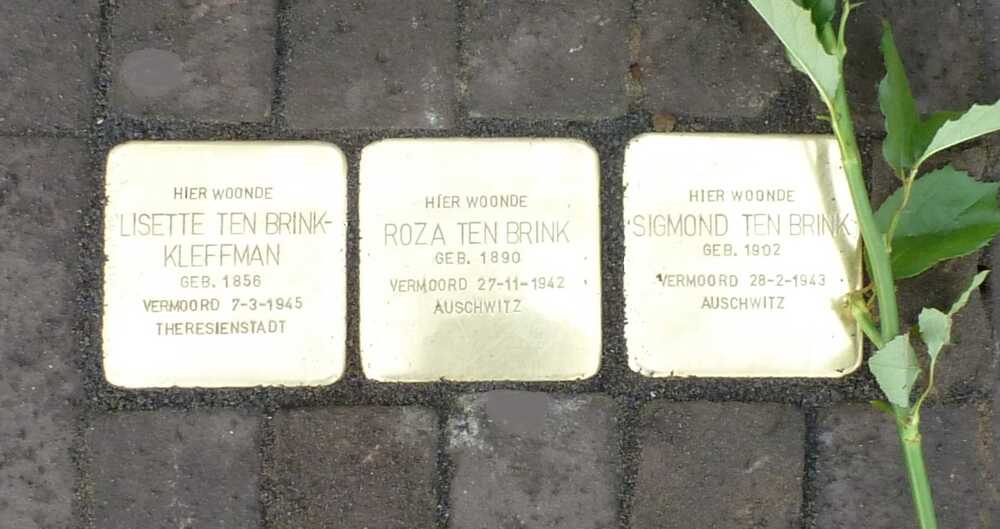 HIER WOONDE
LISETTE TEN BRINK-
KLEFFMAN
GEB. 1856
VERMOORD 7-3-1945
THERESIENSTADT
HIER WOONDE
ROZA TEN BRINK
GEB. 1890
VERMOORD 27-11-1942
AUSCHWITZ
HIER WOONDE
SIGMOND TEN BRINK
GEB. 1902
VERMOORD 28-2-1943
AUSCHWITZ